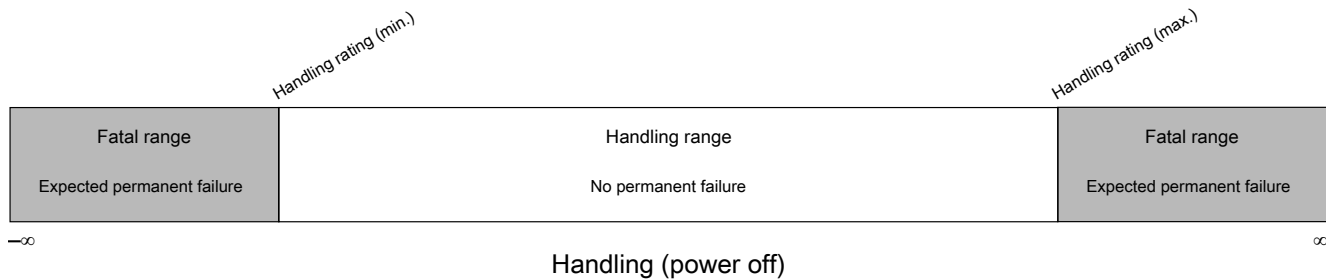 Handling rating (min.)
Handling rating (max.)
Fatal range
Handling range
Fatal range
Expected permanent failure
No permanent failure
Expected permanent failure
–∞
∞
Handling (power off)